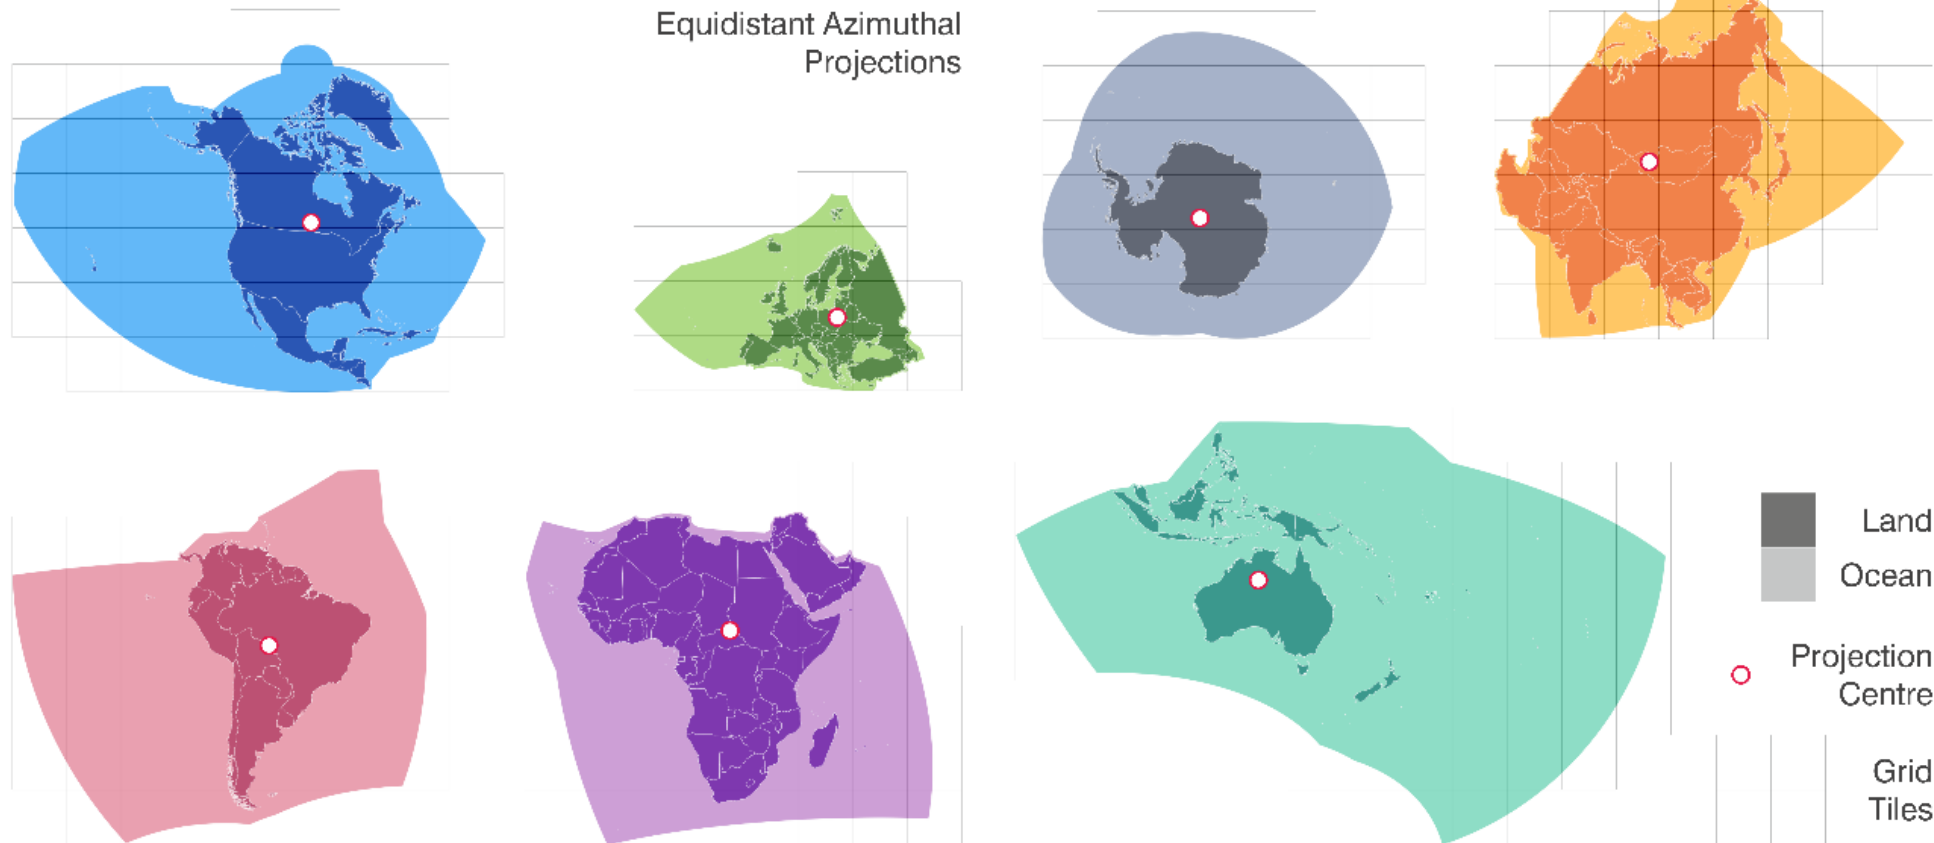 Equidistant Azimuthal
Projections
Land
Ocean
Projection
Centre
Grid
Tiles